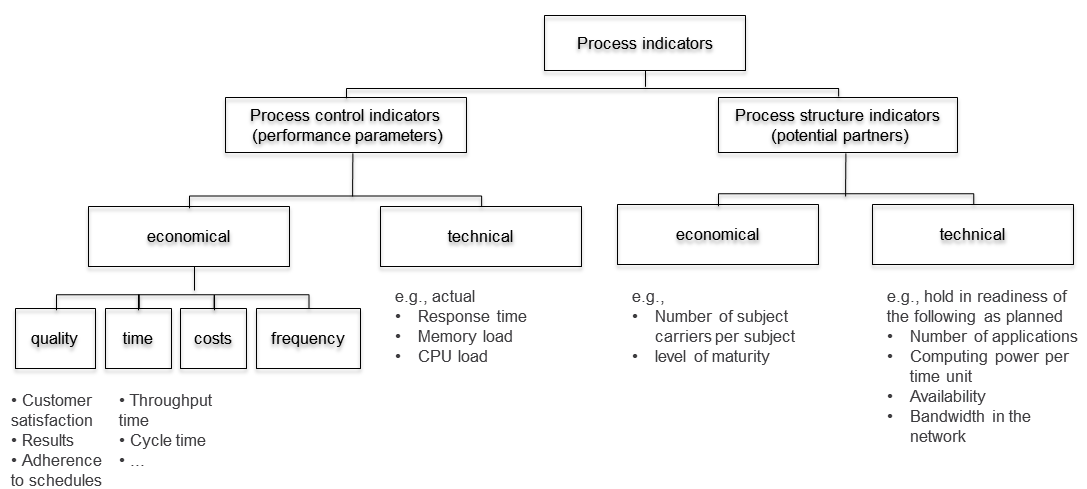 Process indicators
Process control indicators
(performance parameters)
Process structure indicators
(potential partners)
economical
technical
economical
technical
quality
time
costs
frequency
• Customer
satisfaction
• Results
• Adherence
to schedules
• Throughput
time
• Cycle time
• …
e.g., actual
• Response time
• Memory load
• CPU load
e.g.,
• Number of subject
carriers per subject
• level of maturity
e.g., hold in readiness of
the following as planned
• Number of applications
• Computing power per
time unit
• Availability
• Bandwidth in the
network